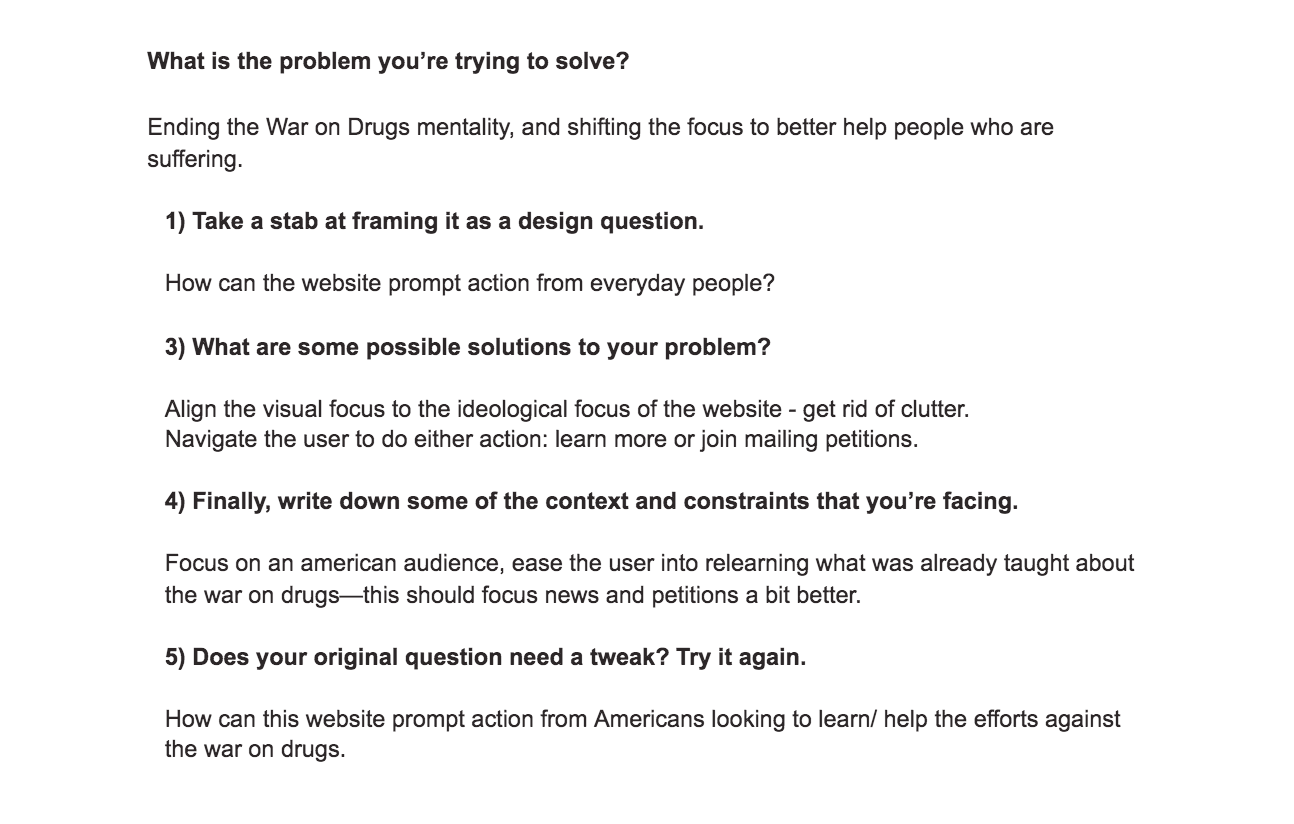 What is the problem you’re trying to solve?
Ending the War on Drugs mentality, and shifting the focus to better help people who are
suffering.
1) Take a stab at framing it as a design question.
How can the website prompt action from everyday people?
3) What are some possible solutions to your problem?
Align the visual focus to the ideological focus of the website - get rid of clutter.
Navigate the user to do either action: learn more or join mailing petitions.
4) Finally, write down some of the context and constraints that you’re facing.
Focus on an american audience, ease the user into relearning what was already taught about
the war on drugs—this should focus news and petitions a bit better.
5) Does your original question need a tweak? Try it again.
How can this website prompt action from Americans looking to learn/ help the efforts against
the war on drugs.